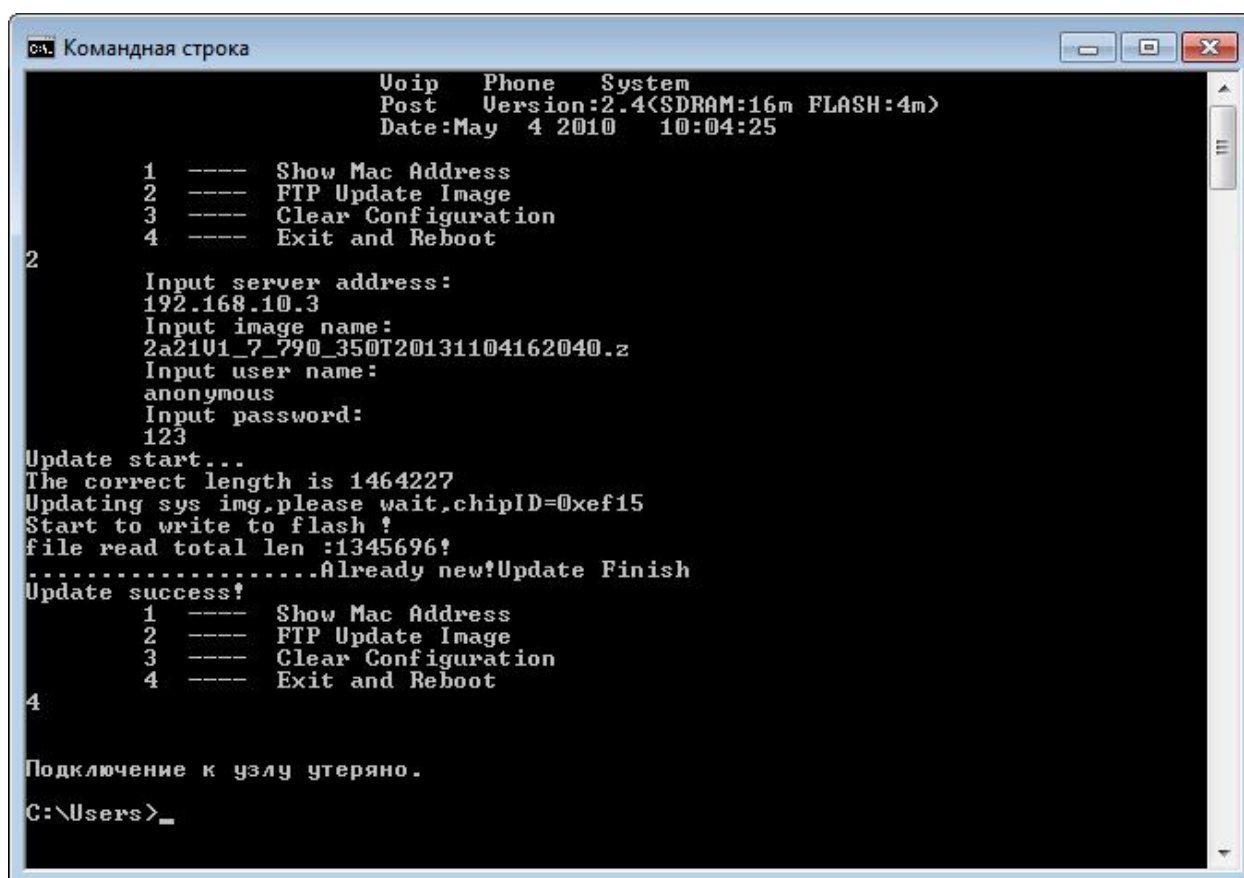 Командная строка
Voip Phone System
Post Version:2.4(SDRAM:16m FLASH:4m)
Date:May 4 2010 10:04:25
1 ---- Show Mac Address
2 ---- FTP Update Image
3 ---- Clear Configuration
4 ---- Exit and Reboot
2
Input server address:
192.168.10.3
Input image name:
2a21V1_7_790_350T20131104162040.z
Input user name:
anonymous
Input password:
123
Update start...
The correct length is 1464227
Updating sys img,please wait,chipID=0xef15
Start to write to flash !
file read total len :1345696!
.....................Already new!Update Finish
Update success!
1 ---- Show Mac Address
2 ---- FTP Update Image
3 ---- Clear Configuration
4 ---- Exit and Reboot
4
Подключение к узлу утеряно.
C:\Users>_